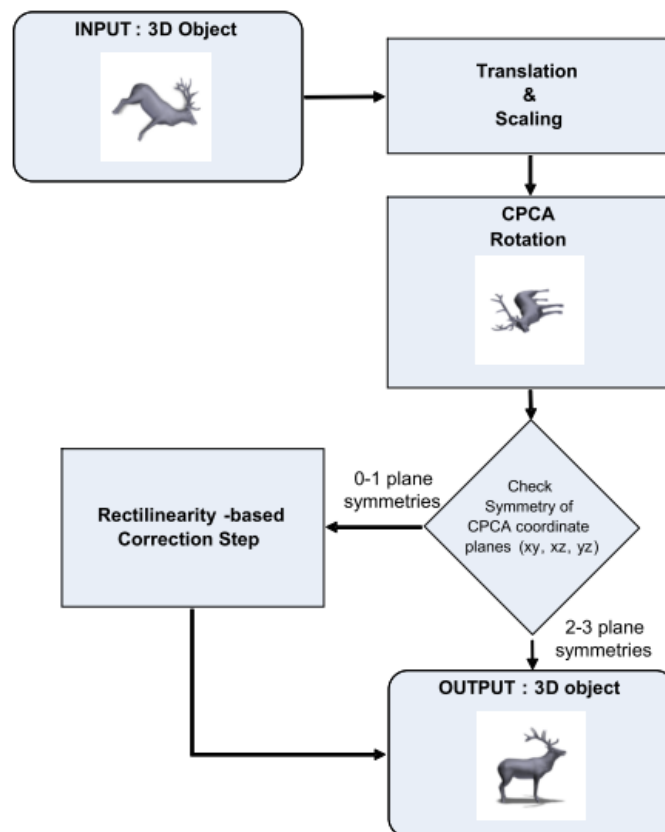 INPUT : 3D Object
Translation
&
Scaling
CPCA
Rotation
0-1 plane
symmetries
Check
Symmetry of
CPCA coordinate
planes (xy, xz, yz)
Rectilinearity -based
Correction Step
2-3 plane
symmetries
OUTPUT : 3D object